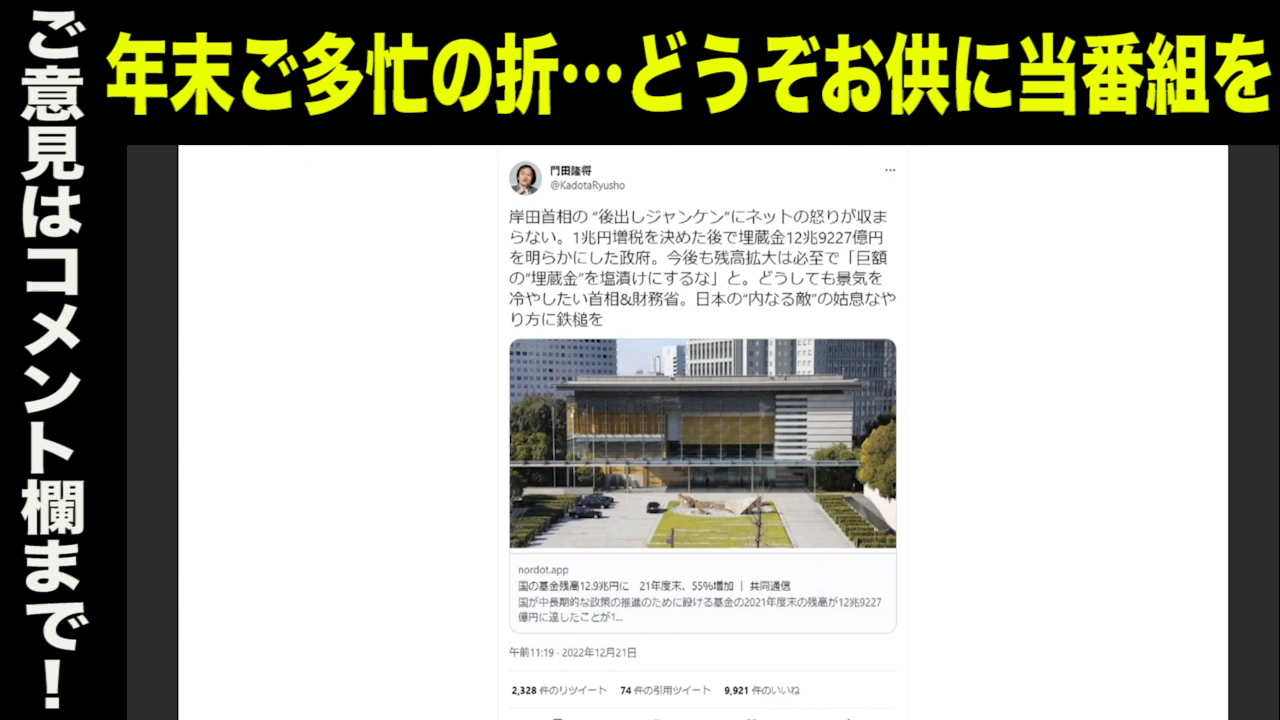 年末ご多忙の折…どうぞお供に当番組を
ご意見はコメント欄まで！
門田隆将
@KadotaRyusho
岸田首相の “後出しジャンケン”にネットの怒りが収ま
らない。1兆円増税を決めた後で埋蔵金12兆9227億円
を明らかにした政府。今後も残高拡大は必至で「巨額
の”埋蔵金”を塩漬けにするな」と。どうしても景気を
冷やしたい首相&財務省。日本の”内なる敵”の姑息なや
り方に鉄槌を
nordot.app
国の基金残高12.9兆円に　21年度末、55%増加 | 共同通信
国が中長期的な政策の推進のために設ける基金の2021年度末の残高が12兆9227
億円に達したことが1...
午前11:19 · 2022年12月21日
2,328 件のリツイート 74 件の引用ツイート 9,921 件のいいね